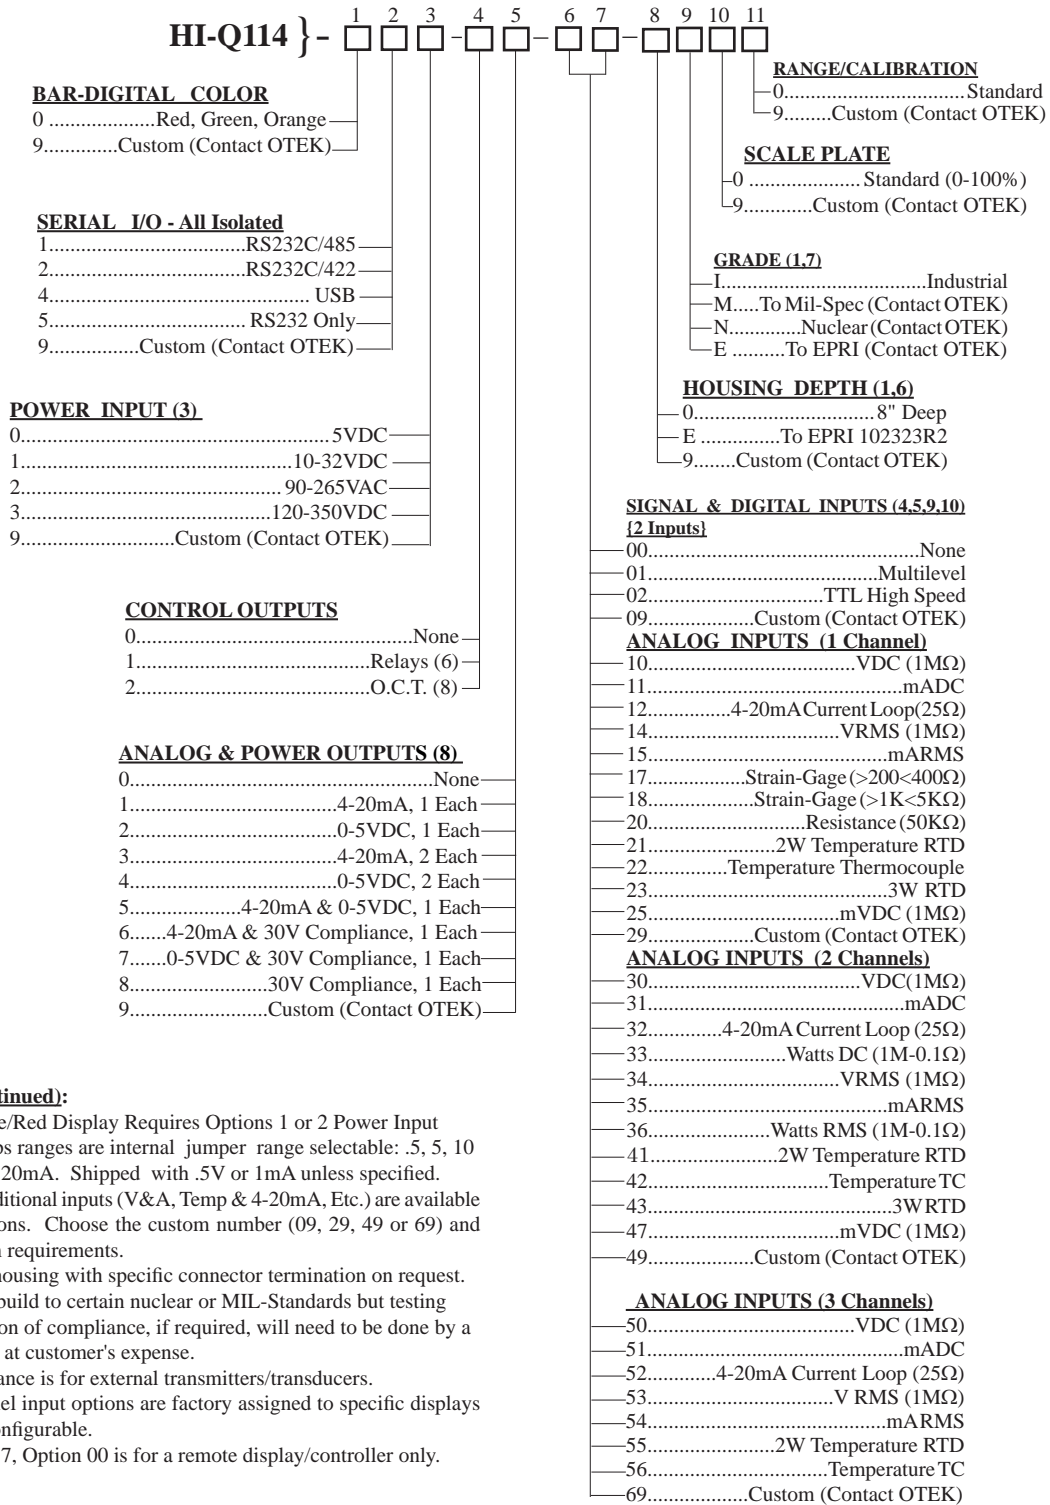 HI-Q114 } - 1 2 3 - 4 5 - 6 7 - 8 9 10 11
BAR-DIGITAL COLOR
0 ...................Red, Green, Orange
9..............Custom (Contact OTEK)
SERIAL I/O - All Isolated
1...................................RS232C/485
2...................................RS232C/422
4............................................... USB
5................................... RS232 Only
9................Custom (Contact OTEK)
POWER INPUT (3)
0....................................................... 5VDC
1................................................10-32VDC
2.............................................. 90-265VAC
3............................................120-350VDC
9...........................Custom (Contact OTEK)
CONTROL OUTPUTS
0.................................................None
1..........................................Relays (6)
2..........................................O.C.T. (8)
ANALOG & POWER OUTPUTS (8)
0.....................................................None
1.....................................4-20mA, 1 Each
2.....................................0-5VDC, 1 Each
3.....................................4-20mA, 2 Each
4.....................................0-5VDC, 2 Each
5....................4-20mA & 0-5VDC, 1 Each
6.......4-20mA & 30V Compliance, 1 Each
7.......0-5VDC & 30V Compliance, 1 Each
8........................30V Compliance, 1 Each
9........................Custom (Contact OTEK)
tinued):
e/Red Display Requires Options 1 or 2 Power Input
ps ranges are internal jumper range selectable: .5, 5, 10
20mA. Shipped with .5V or 1mA unless specified.
ditional inputs (V&A, Temp & 4-20mA, Etc.) are available
ons. Choose the custom number (09, 29, 49 or 69) and
requirements.
housing with specific connector termination on request.
build to certain nuclear or MIL-Standards but testing
on of compliance, if required, will need to be done by a
at customer's expense.
ance is for external transmitters/transducers.
el input options are factory assigned to specific displays
onfigurable.
7, Option 00 is for a remote display/controller only.
RANGE/CALIBRATION
0................................Standard
9.........Custom (Contact OTEK)
SCALE PLATE
0 .................... Standard (0-100%)
9.............Custom (Contact OTEK)
GRADE (1,7)
I.....................................Industrial
M.....To Mil-Spec (Contact OTEK)
N.............Nuclear (Contact OTEK)
E ..........To EPRI (Contact OTEK)
HOUSING DEPTH (1,6)
0................................8" Deep
E ...............To EPRI 102323R2
9........Custom (Contact OTEK)
SIGNAL & DIGITAL INPUTS (4,5,9,10)
{2 Inputs}
00................................................None
01.........................................Multilevel
02...............................TTL High Speed
09...................Custom (Contact OTEK)
ANALOG INPUTS (1 Channel)
10.....................................VDC (1MΩ)
11.............................................mADC
12...............4-20mA Current Loop(25Ω)
14..................................VRMS (1MΩ)
15..........................................mARMS
17.................Strain-Gage (>200<400Ω)
18...................Strain-Gage (>1K<5KΩ)
20............................Resistance (50KΩ)
21.......................2W Temperature RTD
22..............Temperature Thermocouple
23..........................................3W RTD
25..................................mVDC (1MΩ)
29...................Custom (Contact OTEK)
ANALOG INPUTS (2 Channels)
30......................................VDC(1MΩ)
31.............................................mADC
32.............4-20mA Current Loop (25Ω)
33.........................Watts DC (1M-0.1Ω)
34..................................VRMS (1MΩ)
35..........................................mARMS
36......................Watts RMS (1M-0.1Ω)
41.......................2W Temperature RTD
42................................Temperature TC
43...........................................3WRTD
47..................................mVDC (1MΩ)
49...................Custom (Contact OTEK)
ANALOG INPUTS (3 Channels)
50.....................................VDC (1MΩ)
51.............................................mADC
52............4-20mA Current Loop (25Ω)
53.................................V RMS (1MΩ)
54..........................................mARMS
55.......................2W Temperature RTD
56................................Temperature TC
69..................Custom (Contact OTEK)